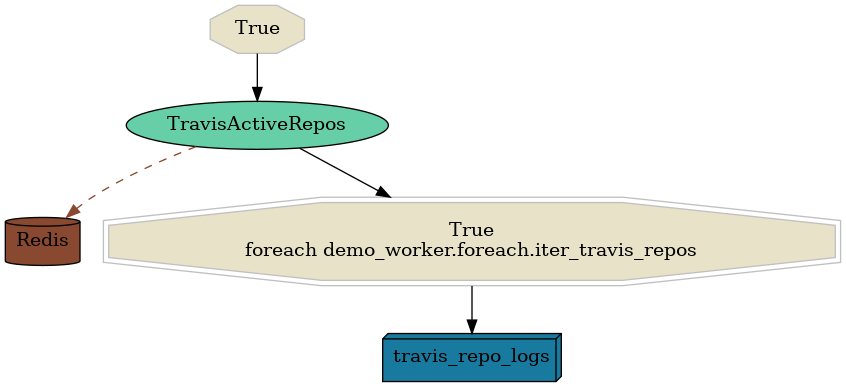 True
TravisActiveRepos
Redis
True
foreach demo_worker.foreach.iter_travis_repos
travis_repo_logs